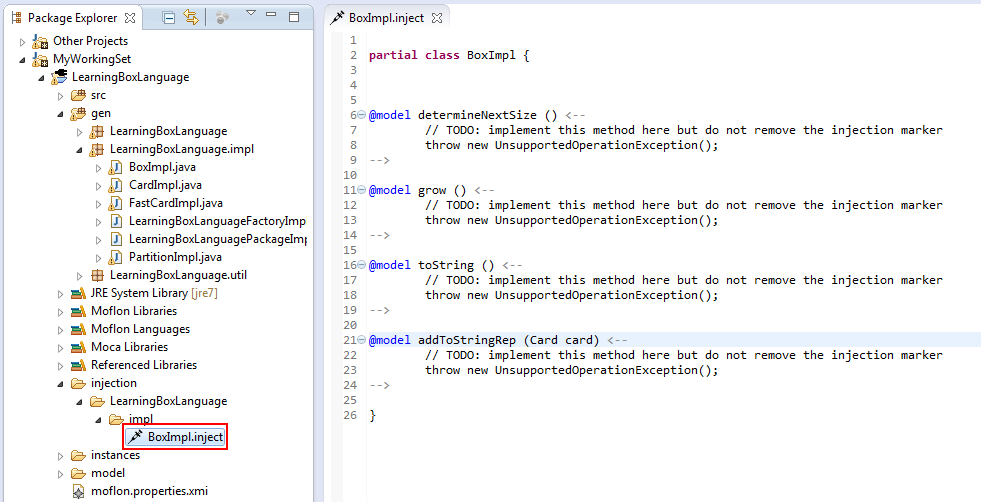 Package Explorer
Other Projects
MyWorkingSet
LearningBoxLanguage
src
gen
LearningBoxLanguage
LearningBoxLanguage.impl
BoxImpl.java
CardImpl.java
FastCardImpl.java
LearningBoxLanguageFactoryImp
LearningBoxLanguagePackageImp
PartitionImpl.java
LearningBoxLanguage.util
JRE System Library [jre7]
Moflon Libraries
Moflon Languages
Moca Libraries
Referenced Libraries
injection
LearningBoxLanguage
impl
BoxImpl.inject
instances
model
moflon.properties.xmi
BoxImpl.inject
1
2 partial class BoxImpl {
3
4
5
6 @model determineNextSize () <--
7 // TODO: implement this method here but do not remove the injection marker
8 throw new UnsupportedOperationException();
9 -->
10
11 @model grow () <--
12 // TODO: implement this method here but do not remove the injection marker
13 throw new UnsupportedOperationException();
14 -->
15
16 @model toString () <--
17 // TODO: implement this method here but do not remove the injection marker
18 throw new UnsupportedOperationException();
19 -->
20
21 @model addToStringRep (Card card) <--
22 // TODO: implement this method here but do not remove the injection marker
23 throw new UnsupportedOperationException();
24 -->
25
26 }